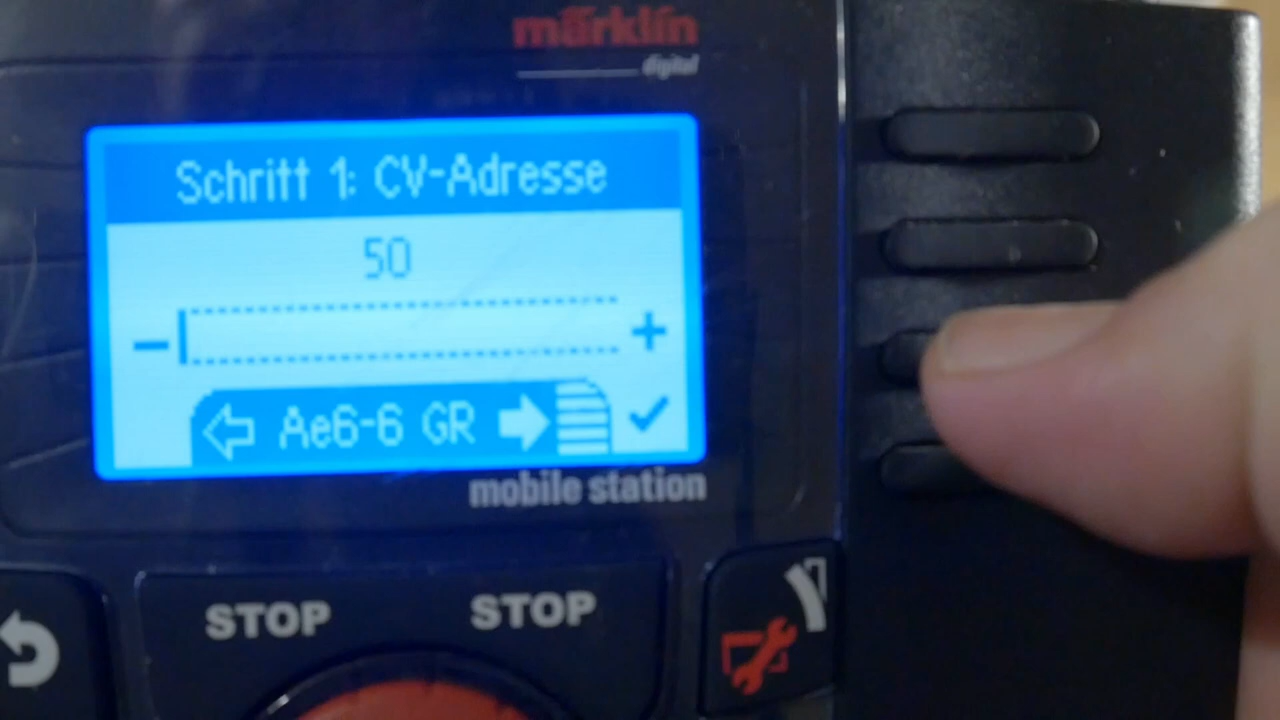 märklin
digital
Schritt 1: CV-Adresse
50
- +
Ae6-6 GR
mobile station
STOP STOP